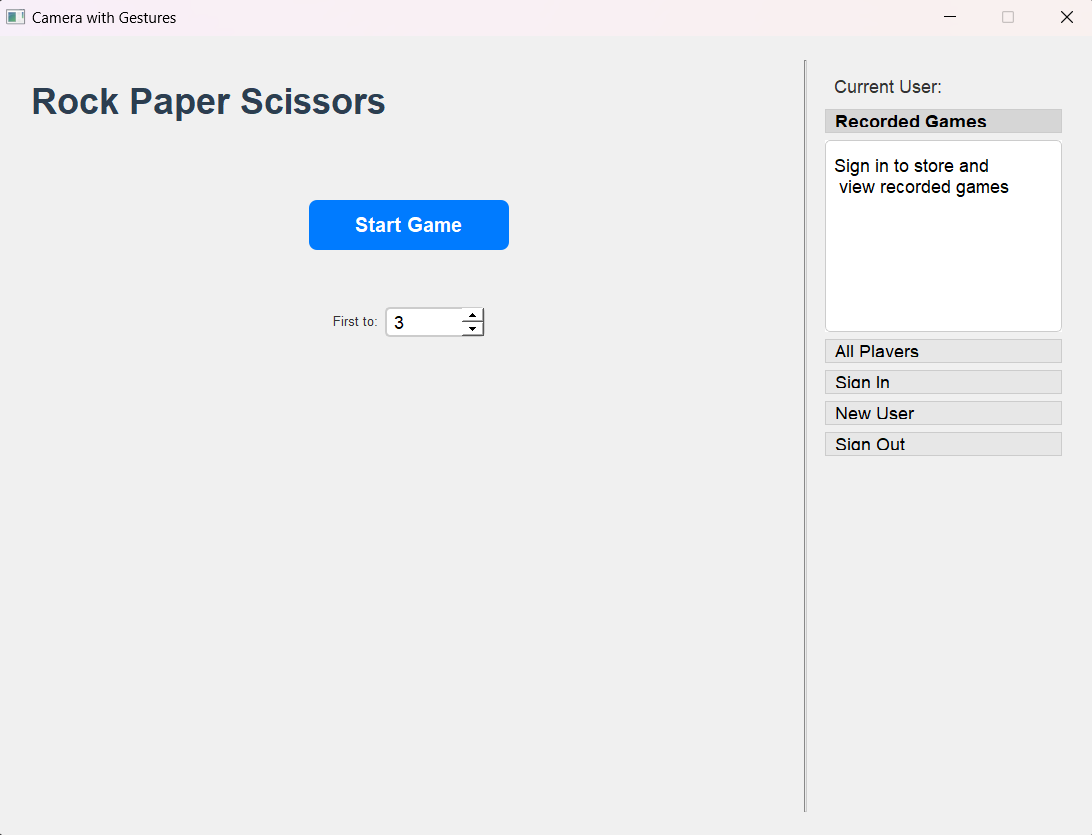 Camera with Gestures
Rock Paper Scissors
Start Game
First to:
3
Current User:
Recorded Games
Sign in to store and
view recorded games
All Players
Sign In
New User
Sign Out